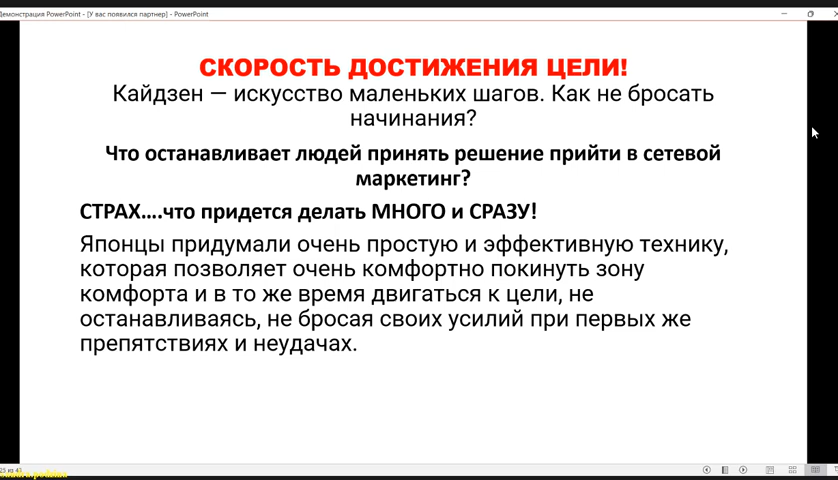 Демонстрация PowerPoint - [У вас появился партнер] - PowerPoint
СКОРОСТЬ ДОСТИЖЕНИЯ ЦЕЛИ!
Кайдзен — искусство маленьких шагов. Как не бросать
начинания?
Что останавливает людей принять решение прийти в сетевой
маркетинг?
СТРАХ….что придется делать МНОГО и СРАЗУ!
Японцы придумали очень простую и эффективную технику,
которая позволяет очень комфортно покинуть зону
комфорта и в то же время двигаться к цели, не
останавливаясь, не бросая своих усилий при первых же
препятствиях и неудачах.
25 из 41